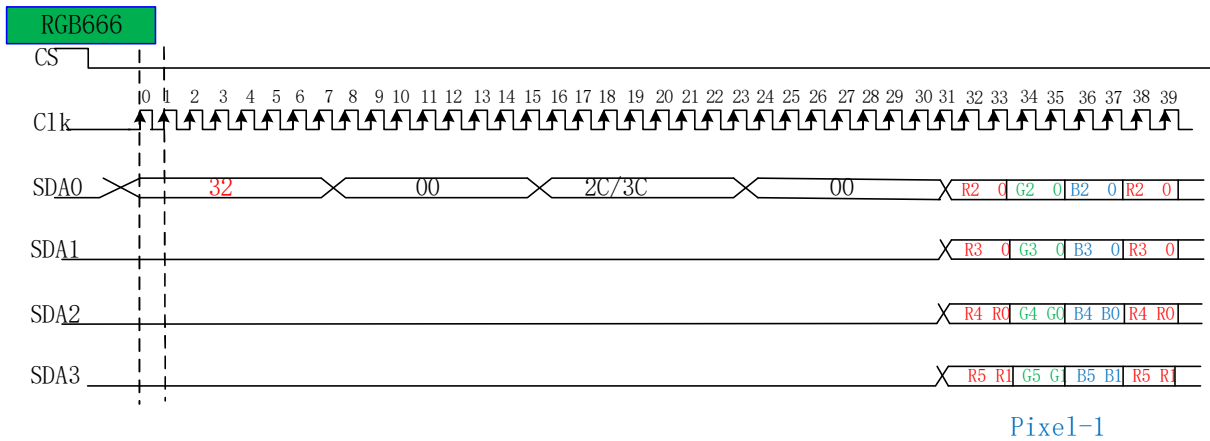 RGB666
CS
0 1 2 3 4 5 6 7 8 9 10 11 12 13 14 15 16 17 18 19 20 21 22 23 24 25 26 27 28 29 30 31 32 33 34 35 36 37 38 39
Clk
SDA0 32 00 2C/3C 00 R2 0 G2 0 B2 0 R2 0
SDA1 R3 0 G3 0 B3 0 R3 0
SDA2 R4 R0 G4 G0 B4 B0 R4 R0
SDA3 R5 R1 G5 G1 B5 B1 R5 R1
Pixel-1